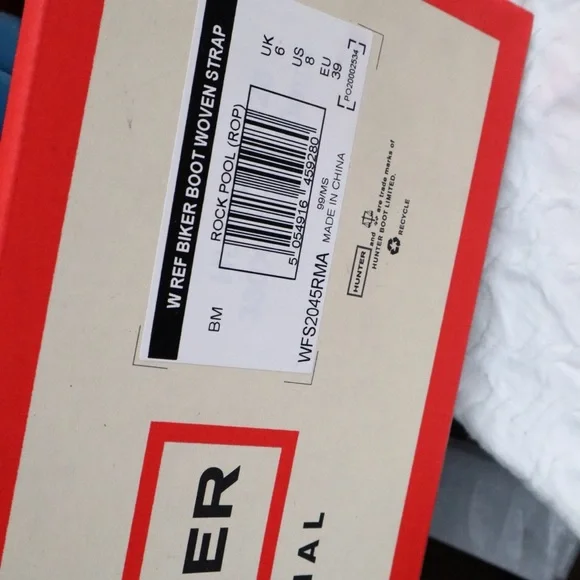 W REF BIKER BOOT WOVEN STRAP
BM
ROCK POOL (ROP)
UK
6
US
8
EU
39
5 054916 459280
99/MS
WFS2045RMA MADE IN CHINA
PO20002534
HUNTER and are trade marks of
HUNTER BOOT LIMITED.
RECYCLE
ER